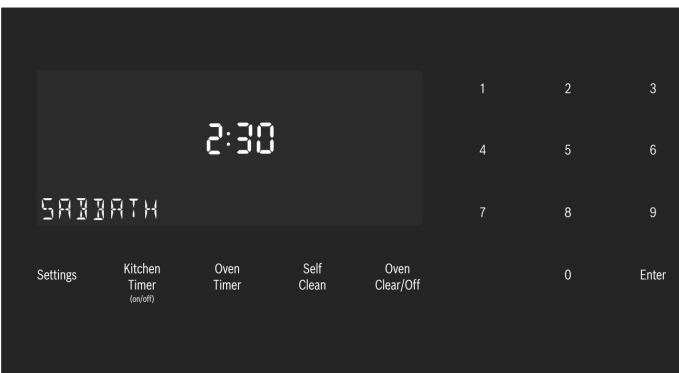 1 2 3
2:30
4 5 6
SABBATH
7 8 9
Settings
Kitchen
Timer
(on/off)
Oven
Timer
Self
Clean
Oven
Clear/Off
0 Enter